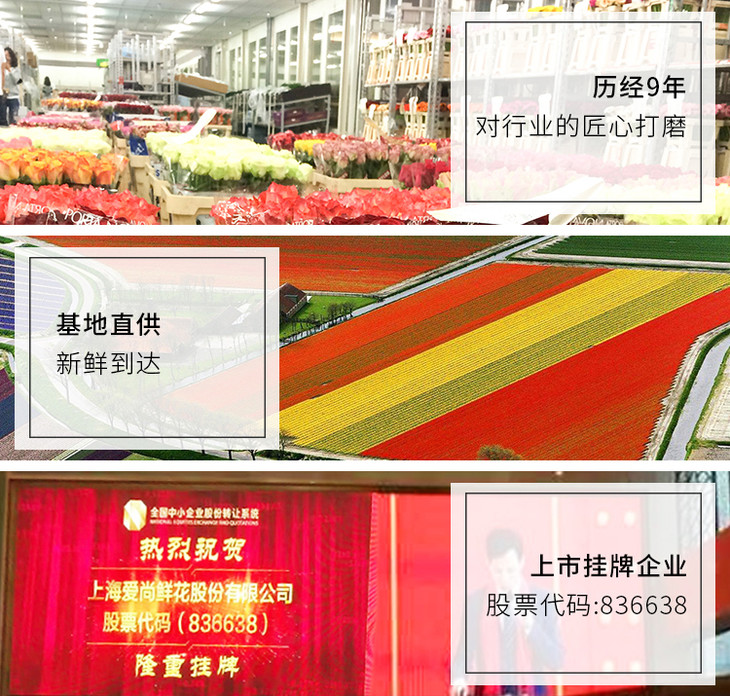 历经9年
对行业的匠心打磨
基地直供
新鲜到达
全国中小企业股份转让系统
NATIONAL EQUITIES EXCHANGE AND QUOTATIONS
热烈祝贺
上海爱尚鲜花股份有限公司
股票代码（836638）
隆重挂牌
上市挂牌企业
股票代码:836638